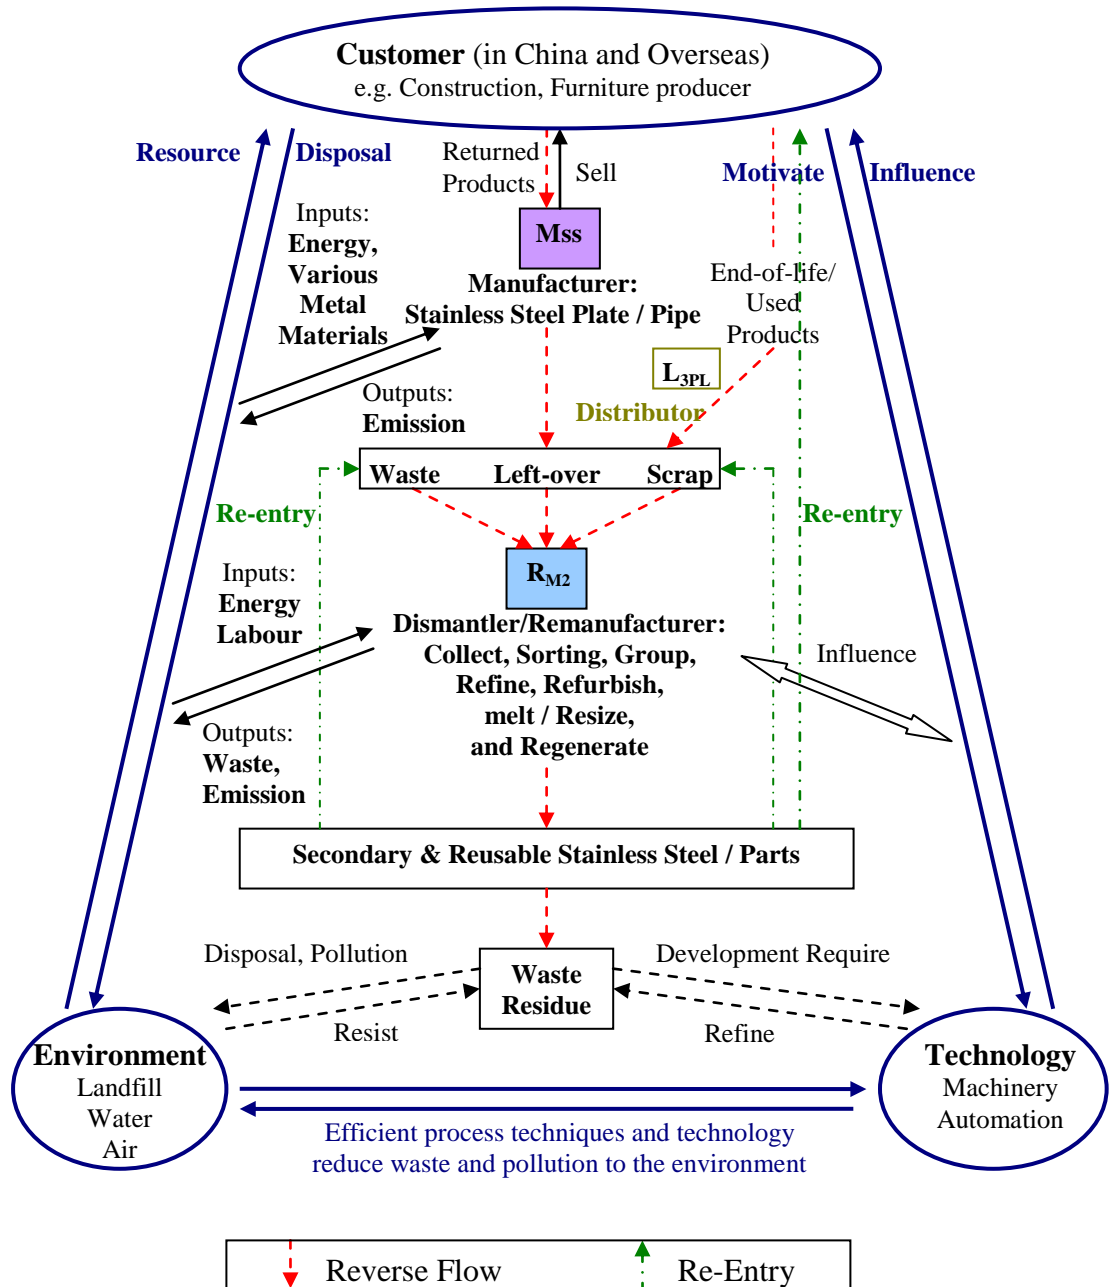 Customer (in China and Overseas)
e.g. Construction, Furniture producer
Resource
Disposal
Returned
Products
Sell
Motivate
Influence
Inputs:
Energy,
Various
Metal
Materials
Mss
Manufacturer:
Stainless Steel Plate / Pipe
End-of-life/
Used
Products
L3PL
Distributor
Outputs:
Emission
Waste Left-over Scrap
Re-entry
Re-entry
RM2
Inputs:
Energy
Labour
Dismantler/Remanufacturer:
Collect, Sorting, Group,
Refine, Refurbish,
melt / Resize,
and Regenerate
Influence
Outputs:
Waste,
Emission
Secondary & Reusable Stainless Steel / Parts
Disposal, Pollution
Development Require
Waste
Residue
Resist
Refine
Environment
Landfill
Water
Air
Technology
Machinery
Automation
Efficient process techniques and technology
reduce waste and pollution to the environment
Reverse Flow
Re-Entry